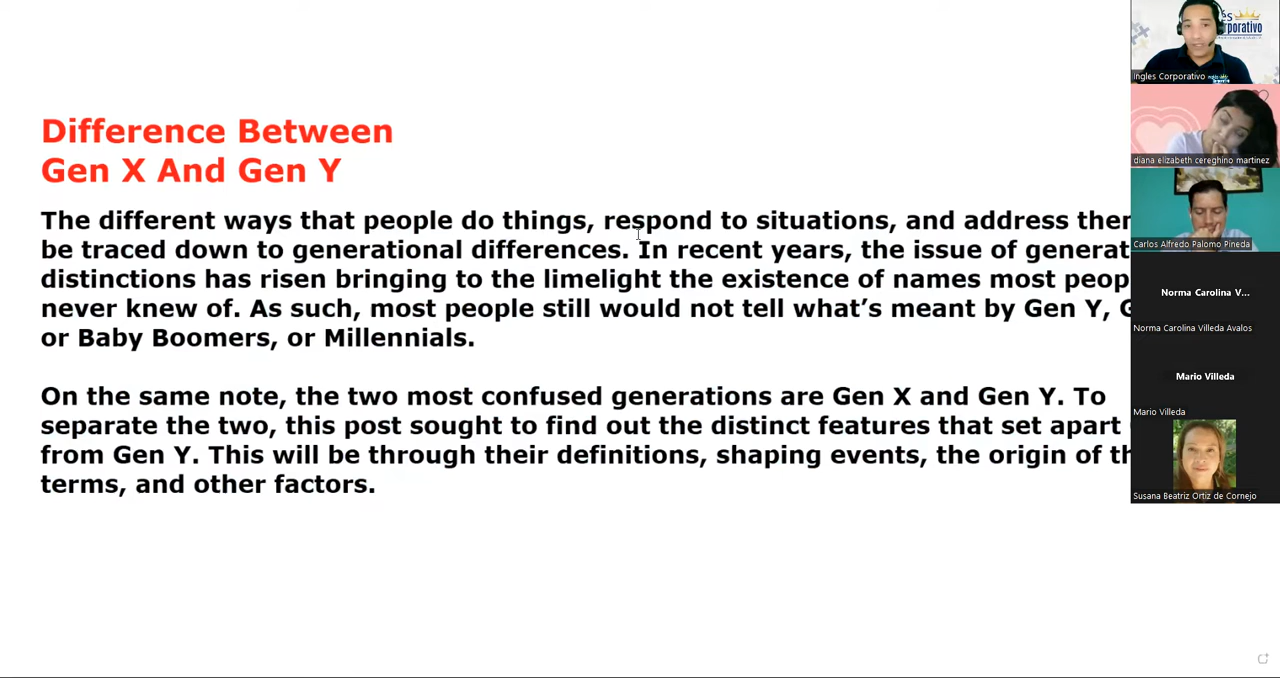 Difference Between
Gen X And Gen Y
The different ways that people do things, respond to situations, and address
be traced down to generational differences. In recent years, the issue of
distinctions has risen bringing to the limelight the existence of names most
never knew of. As such, most people still would not tell what's meant by Gen Y,
or Baby Boomers, or Millennials.
On the same note, the two most confused generations are Gen X and Gen Y. To
separate the two, this post sought to find out the distinct features that set apart
from Gen Y. This will be through their definitions, shaping events, the origin of
terms, and other factors.
Ingles Corporativo
diana elizabeth cereghino martinez
Carlos Alfredo Palomo Pineda
Norma Carolina V...
Norma Carolina Villeda Avalos
Mario Villeda
Mario Villeda
Susana Beatriz Ortiz de Cornejo